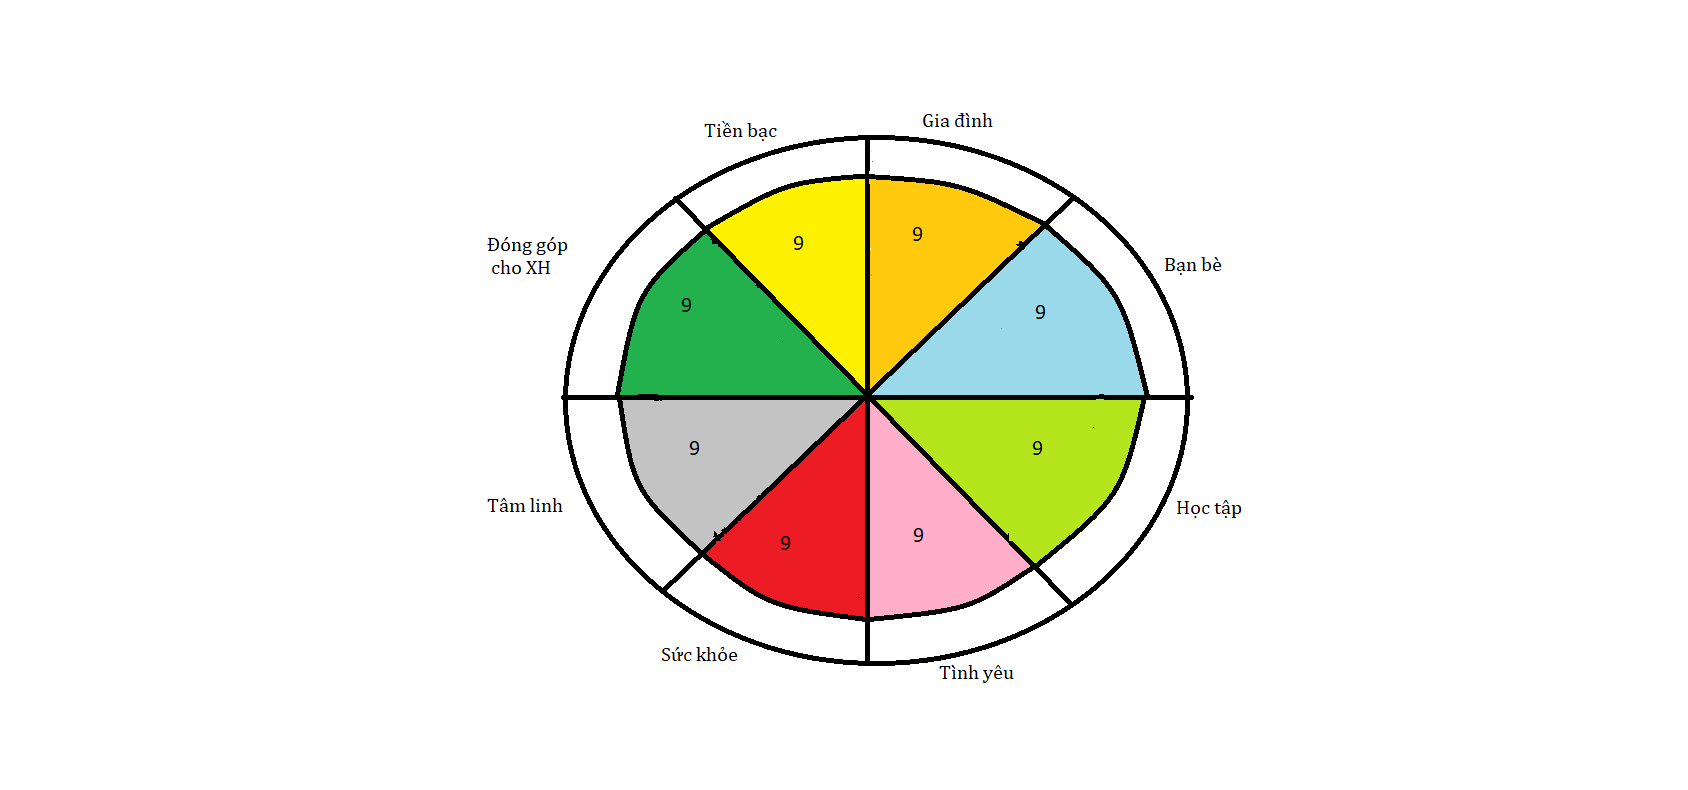 Gia đình
Tiền bạc
9
9
Đóng góp
cho XH
Bạn bè
9
9
9
9
Tâm linh
Học tập
9
9
Sức khỏe
Tình yêu